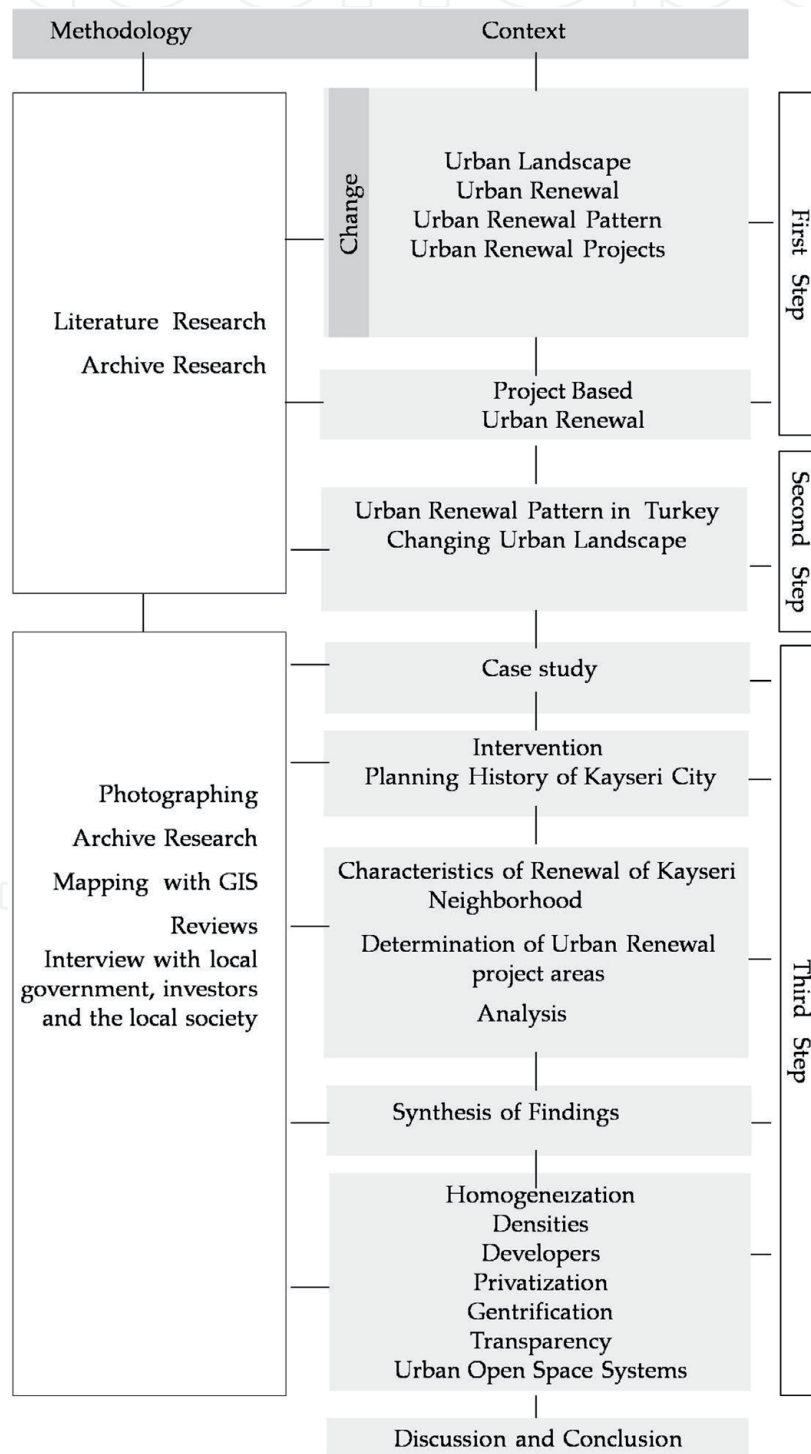 Methodology
Context
Change
Urban Landscape
Urban Renewal
Urban Renewal Pattern
Urban Renewal Projects
First Step
Literature Research
Archive Research
Project Based
Urban Renewal
Urban Renewal Pattern in Turkey
Changing Urban Landscape
Second Step
Case study
Intervention
Planning History of Kayseri City
Photographing
Archive Research
Mapping with GIS
Reviews
Interview with local
government, investors
and the local society
Characteristics of Renewal of Kayseri
Neighborhood
Determination of Urban Renewal
project areas
Analysis
Third Step
Synthesis of Findings
Homogeneızation
Densities
Developers
Privatization
Gentrification
Transparency
Urban Open Space Systems
Discussion and Conclusion